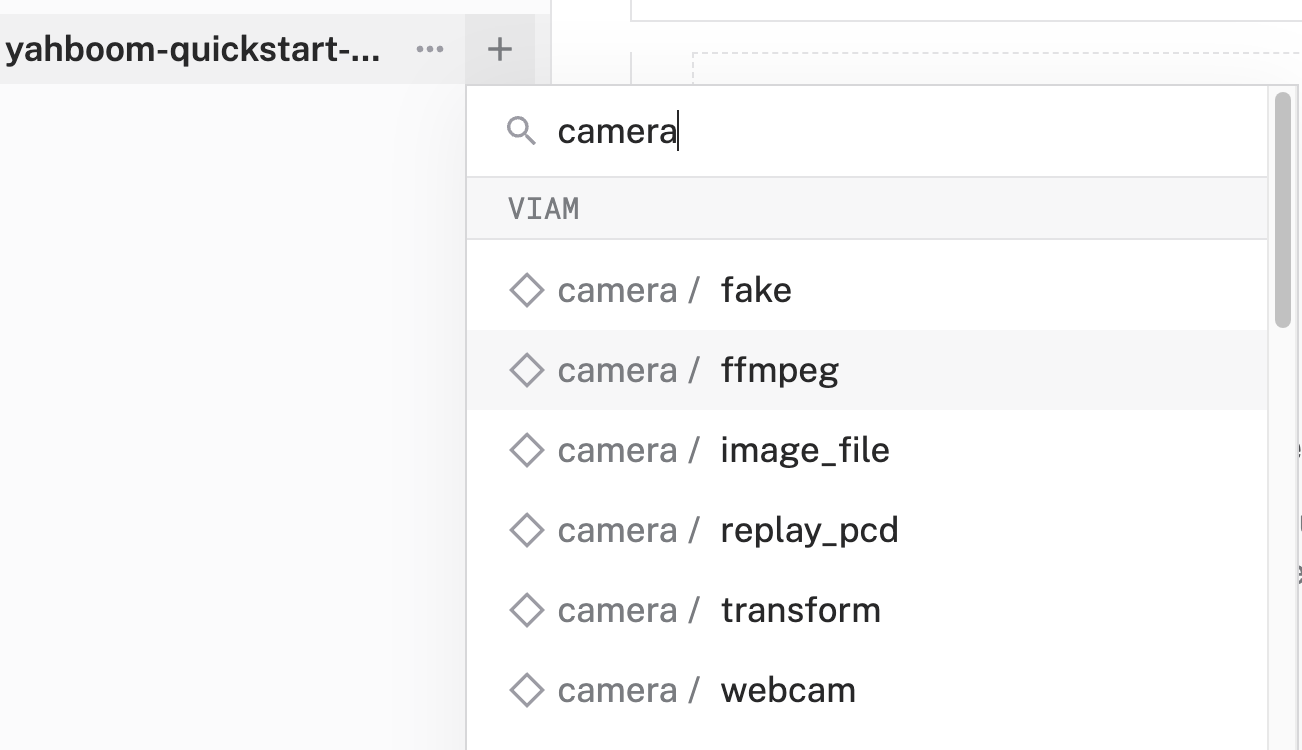 yahboom-quickstart-...
camera
VIAM
camera / fake
camera / ffmpeg
camera / image_file
camera / replay_pcd
camera / transform
camera / webcam